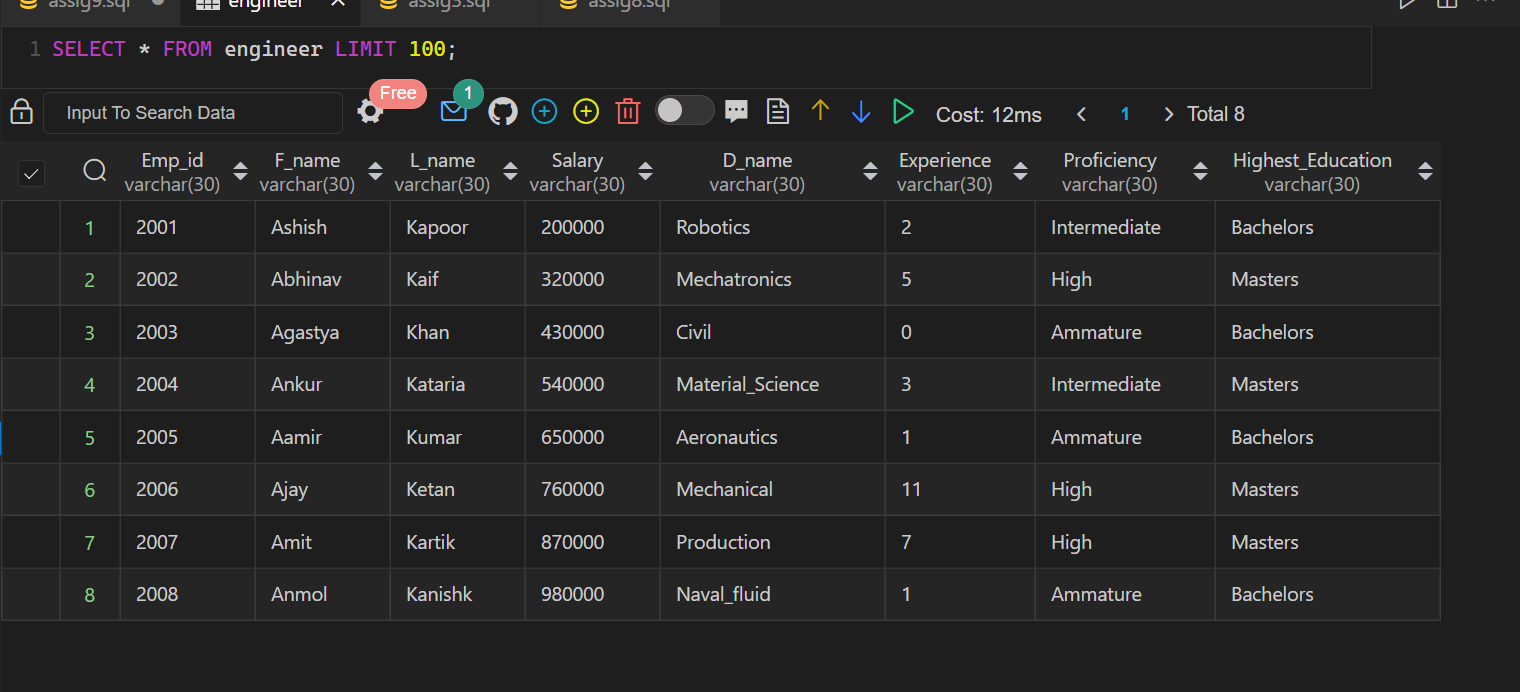 assig9.sql engineer assig5.sql assig8.sql
1 SELECT * FROM engineer LIMIT 100;
Input To Search Data Free 1 Cost: 12ms 1 Total 8
Emp_id F_name L_name Salary D_name Experience Proficiency Highest_Education
varchar(30) varchar(30) varchar(30) varchar(30) varchar(30) varchar(30) varchar(30) varchar(30)
1 2001 Ashish Kapoor 200000 Robotics 2 Intermediate Bachelors
2 2002 Abhinav Kaif 320000 Mechatronics 5 High Masters
3 2003 Agastya Khan 430000 Civil 0 Ammature Bachelors
4 2004 Ankur Kataria 540000 Material_Science 3 Intermediate Masters
5 2005 Aamir Kumar 650000 Aeronautics 1 Ammature Bachelors
6 2006 Ajay Ketan 760000 Mechanical 11 High Masters
7 2007 Amit Kartik 870000 Production 7 High Masters
8 2008 Anmol Kanishk 980000 Naval_fluid 1 Ammature Bachelors